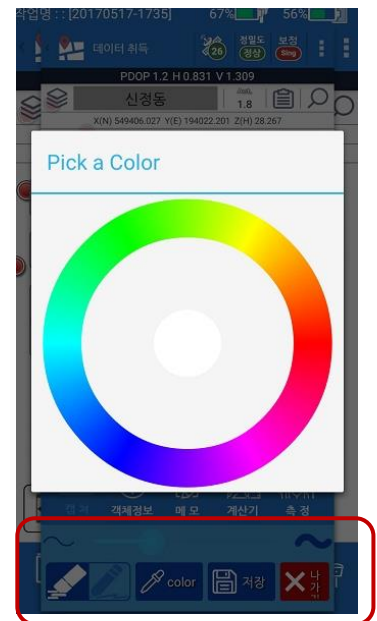 작업명 : : [20170517-1735] 67% 56%
데이터 취득 26 정밀도 정상 보정 Sing
PDOP 1.2 H 0.831 V 1.309
신정동 1.8
X(N) 549406.027 Y(E) 194022.201 Z(H) 28.267
Pick a Color
객체정보 메 모 계산기 측 정
color 저장 나가기